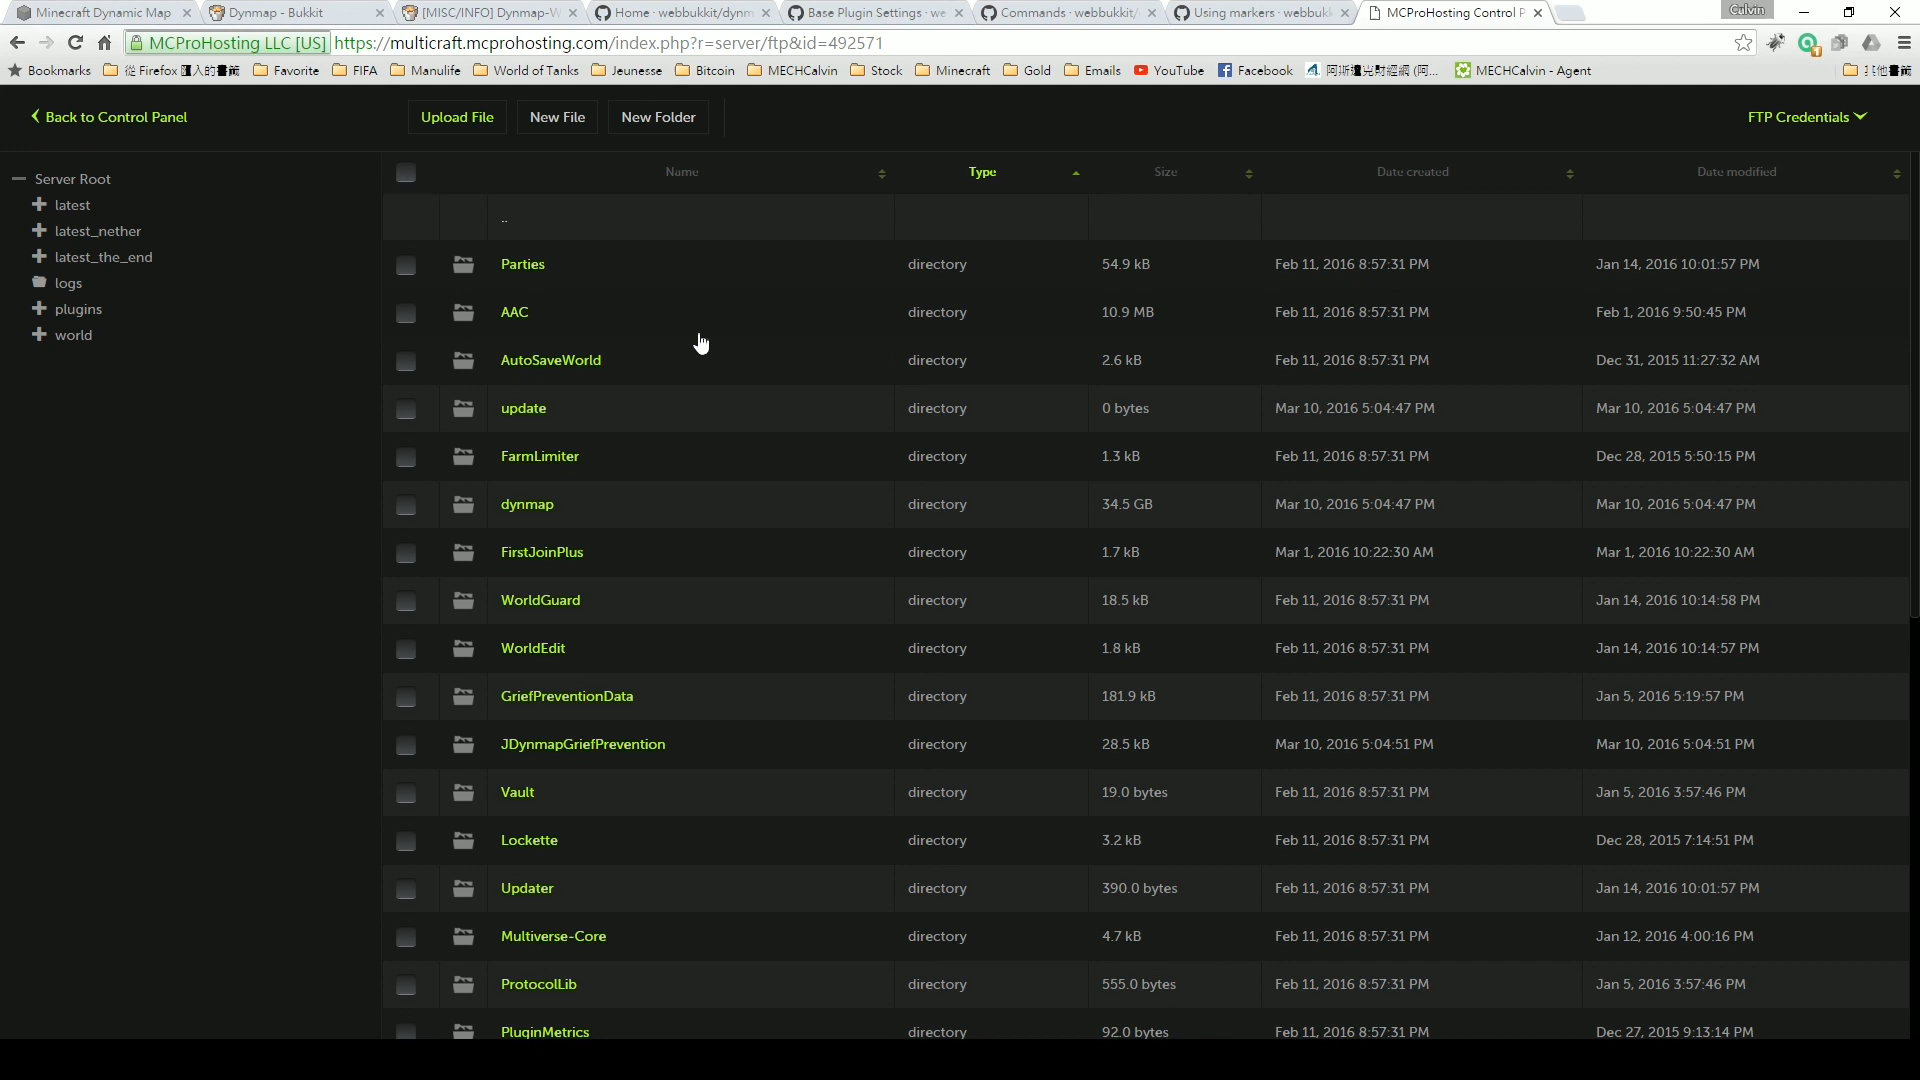 Minecraft Dynamic Map
Dynmap - Bukkit
[MISC/INFO] Dynmap-W
Home · webbukkit/dynm
Base Plugin Settings · we
Commands · webbukkit/
Using markers · webbukk
MCProHosting Control P
Calvin
MCProHosting LLC [US]
https://multicraft.mcprohosting.com/index.php?r=server/ftp&id=492571
Bookmarks
從 Firefox 匯入的書籤
Favorite
FIFA
Manulife
World of Tanks
Jeunesse
Bitcoin
MECHCalvin
Stock
Minecraft
Gold
Emails
YouTube
Facebook
MECHCalvin - Agent
其他書籤
Back to Control Panel
Upload File
New File
New Folder
FTP Credentials
Server Root
latest
latest_nether
latest_the_end
logs
plugins
world
Name Type Size Date created Date modified
..
Parties directory 54.9 kB Feb 11, 2016 8:57:31 PM Jan 14, 2016 10:01:57 PM
AAC directory 10.9 MB Feb 11, 2016 8:57:31 PM Feb 1, 2016 9:50:45 PM
AutoSaveWorld directory 2.6 kB Feb 11, 2016 8:57:31 PM Dec 31, 2015 11:27:32 AM
update directory 0 bytes Mar 10, 2016 5:04:47 PM Mar 10, 2016 5:04:47 PM
FarmLimiter directory 1.3 kB Feb 11, 2016 8:57:31 PM Dec 28, 2015 5:50:15 PM
dynmap directory 34.5 GB Mar 10, 2016 5:04:47 PM Mar 10, 2016 5:04:47 PM
FirstJoinPlus directory 1.7 kB Mar 1, 2016 10:22:30 AM Mar 1, 2016 10:22:30 AM
WorldGuard directory 18.5 kB Feb 11, 2016 8:57:31 PM Jan 14, 2016 10:14:58 PM
WorldEdit directory 1.8 kB Feb 11, 2016 8:57:31 PM Jan 14, 2016 10:14:57 PM
GriefPreventionData directory 181.9 kB Feb 11, 2016 8:57:31 PM Jan 5, 2016 5:19:57 PM
JDynmapGriefPrevention directory 28.5 kB Mar 10, 2016 5:04:51 PM Mar 10, 2016 5:04:51 PM
Vault directory 19.0 bytes Feb 11, 2016 8:57:31 PM Jan 5, 2016 3:57:46 PM
Lockette directory 3.2 kB Feb 11, 2016 8:57:31 PM Dec 28, 2015 7:14:51 PM
Updater directory 390.0 bytes Feb 11, 2016 8:57:31 PM Jan 14, 2016 10:01:57 PM
Multiverse-Core directory 4.7 kB Feb 11, 2016 8:57:31 PM Jan 12, 2016 4:00:16 PM
ProtocolLib directory 555.0 bytes Feb 11, 2016 8:57:31 PM Jan 5, 2016 3:57:46 PM
PluginMetrics directory 92.0 bytes Feb 11, 2016 8:57:31 PM Dec 27, 2015 9:13:14 PM